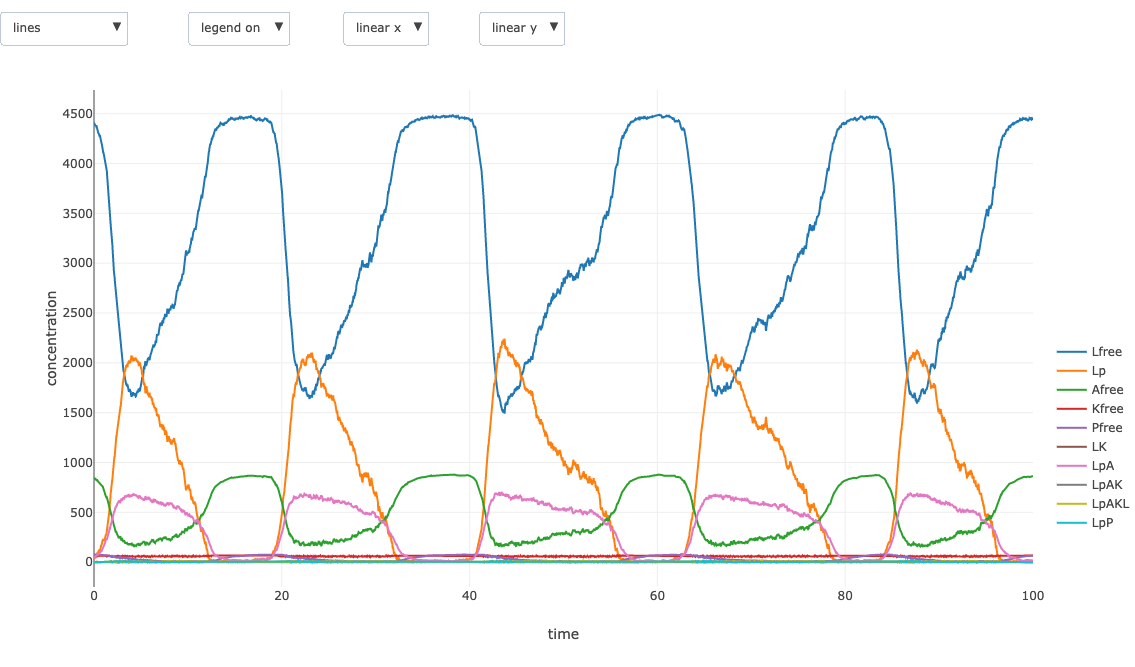 lines ▼ legend on ▼ linear x ▼ linear y ▼
4500
4000
3500
3000
2500
2000
1500
1000
500
0
concentration
0 20 40 60 80 100
time
Lfree
Lp
Afree
Kfree
Pfree
LK
LpA
LpAK
LpAKL
LpP